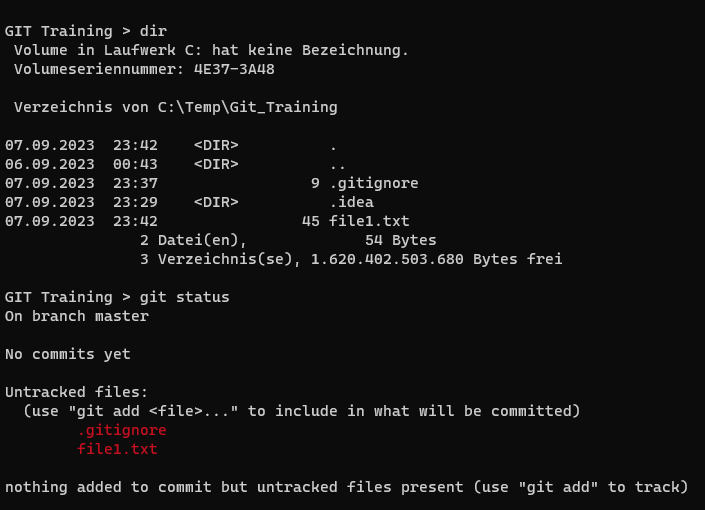 GIT Training > dir
 Volume in Laufwerk C: hat keine Bezeichnung.
 Volumeseriennummer: 4E37-3A48

 Verzeichnis von C:\Temp\Git_Training

07.09.2023  23:42    <DIR>          .
06.09.2023  00:43    <DIR>          ..
07.09.2023  23:37                 9 .gitignore
07.09.2023  23:29    <DIR>          .idea
07.09.2023  23:42                45 file1.txt
               2 Datei(en),             54 Bytes
               3 Verzeichnis(se), 1.620.402.503.680 Bytes frei

GIT Training > git status
On branch master

No commits yet

Untracked files:
  (use "git add <file>..." to include in what will be committed)
        .gitignore
        file1.txt

nothing added to commit but untracked files present (use "git add" to track)